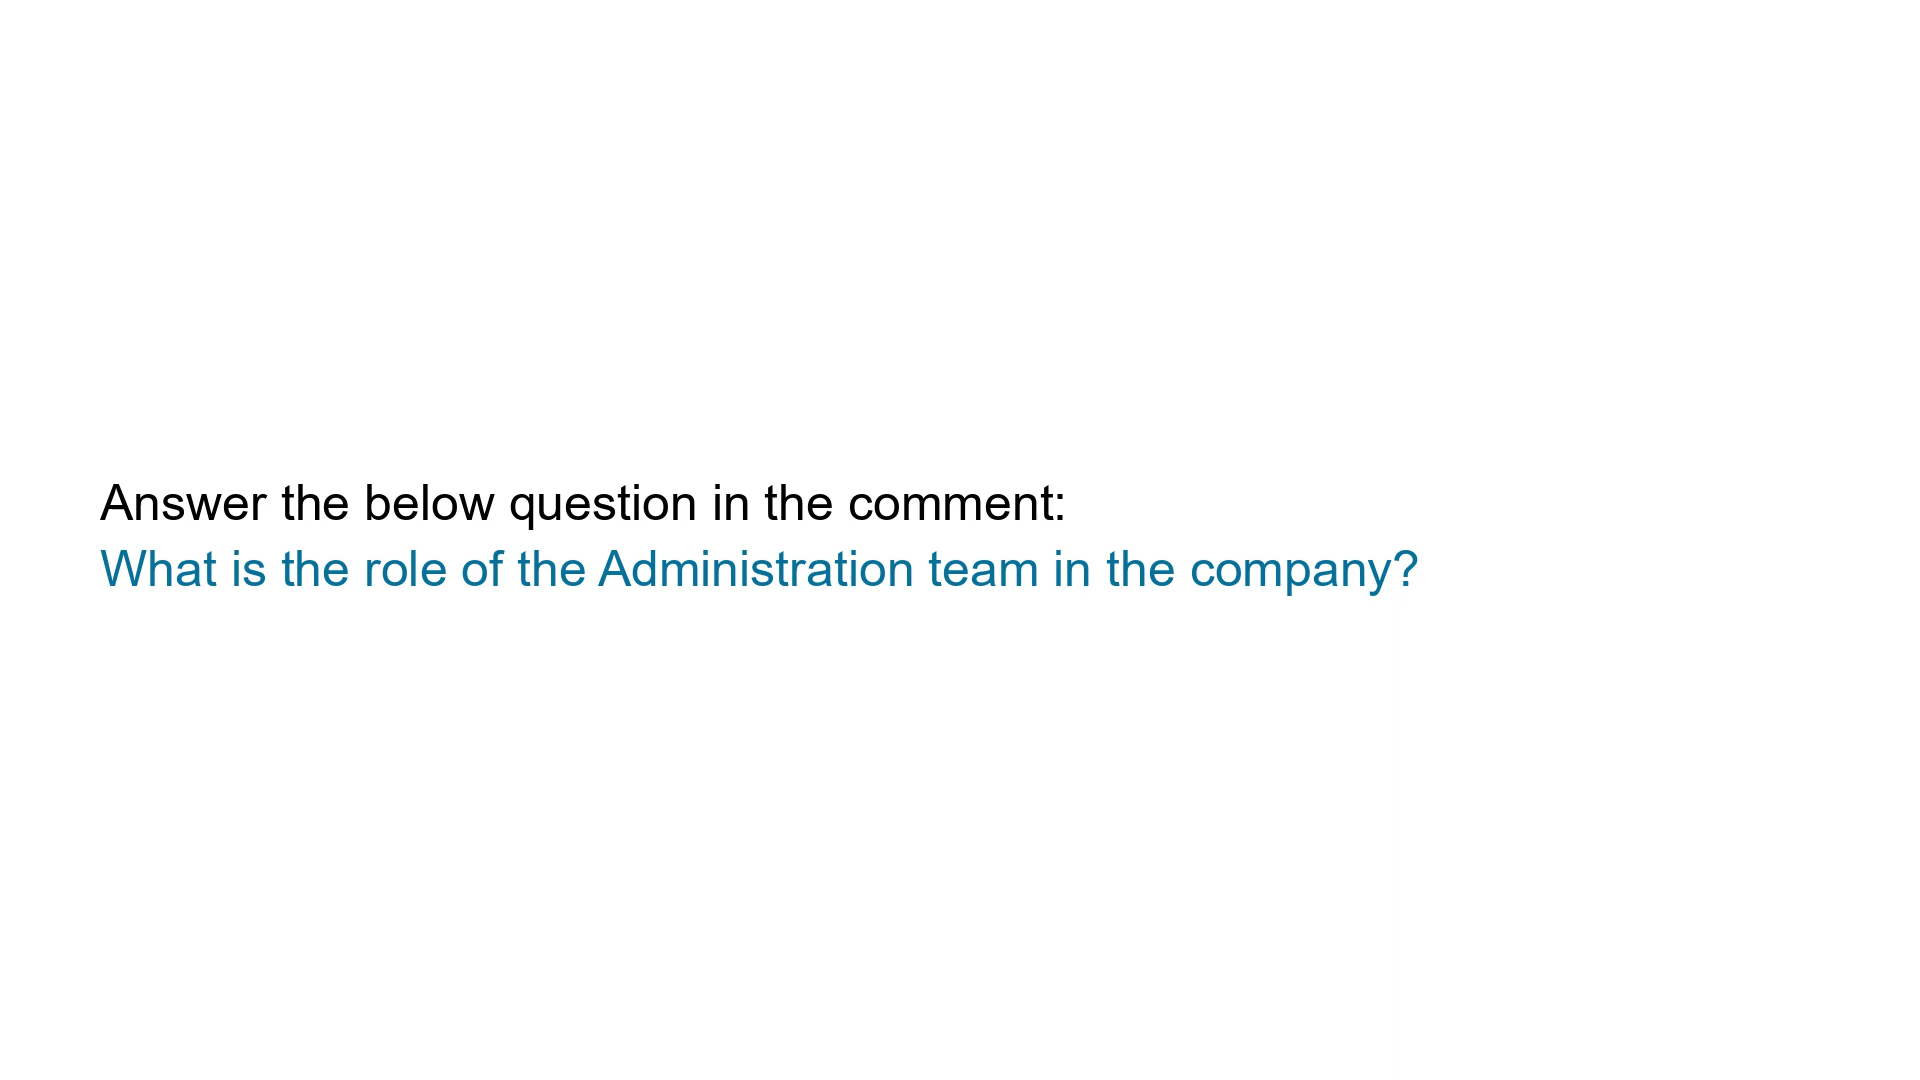 Answer the below question in the comment:
What is the role of the Administration team in the company?